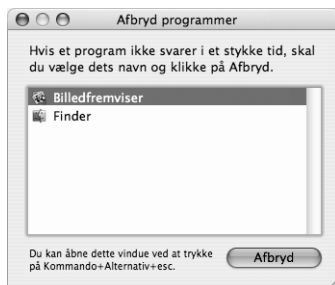 Afbryd programmer
Hvis et program ikke svarer i et stykke tid, skal
du vælge dets navn og klikke på Afbryd.
Billedfremviser
Finder
Du kan åbne dette vindue ved at trykke
på Kommando+Alternativ+esc.
Afbryd